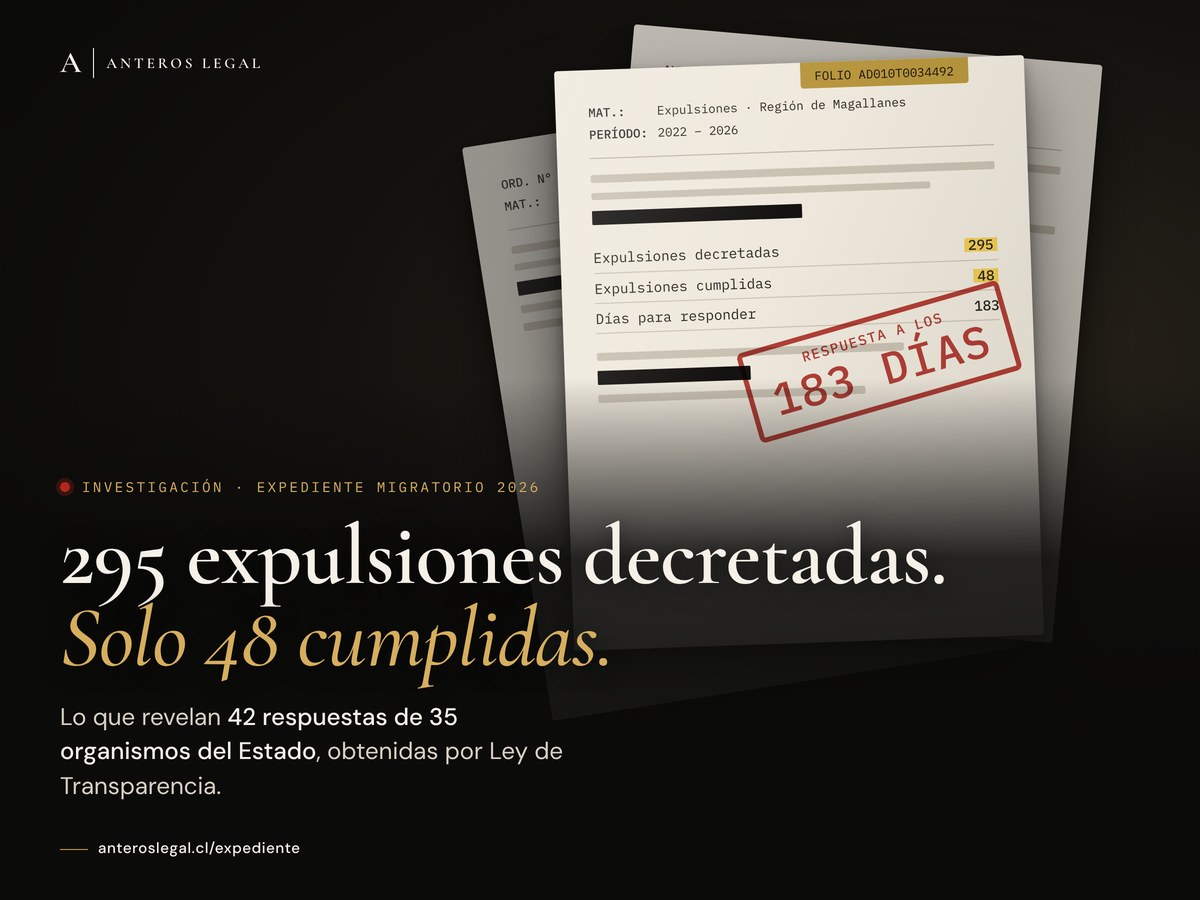 A | ANTEROS LEGAL
FOLIO AD010T0034492
MAT.: Expulsiones · Región de Magallanes
PERÍODO: 2022 – 2026
ORD. N°
MAT.:
Expulsiones decretadas 295
Expulsiones cumplidas 48
Días para responder 183
RESPUESTA A LOS
183 DÍAS
INVESTIGACIÓN · EXPEDIENTE MIGRATORIO 2026
295 expulsiones decretadas.
Solo 48 cumplidas.
Lo que revelan 42 respuestas de 35
organismos del Estado, obtenidas por Ley de
Transparencia.
anteroslegal.cl/expediente